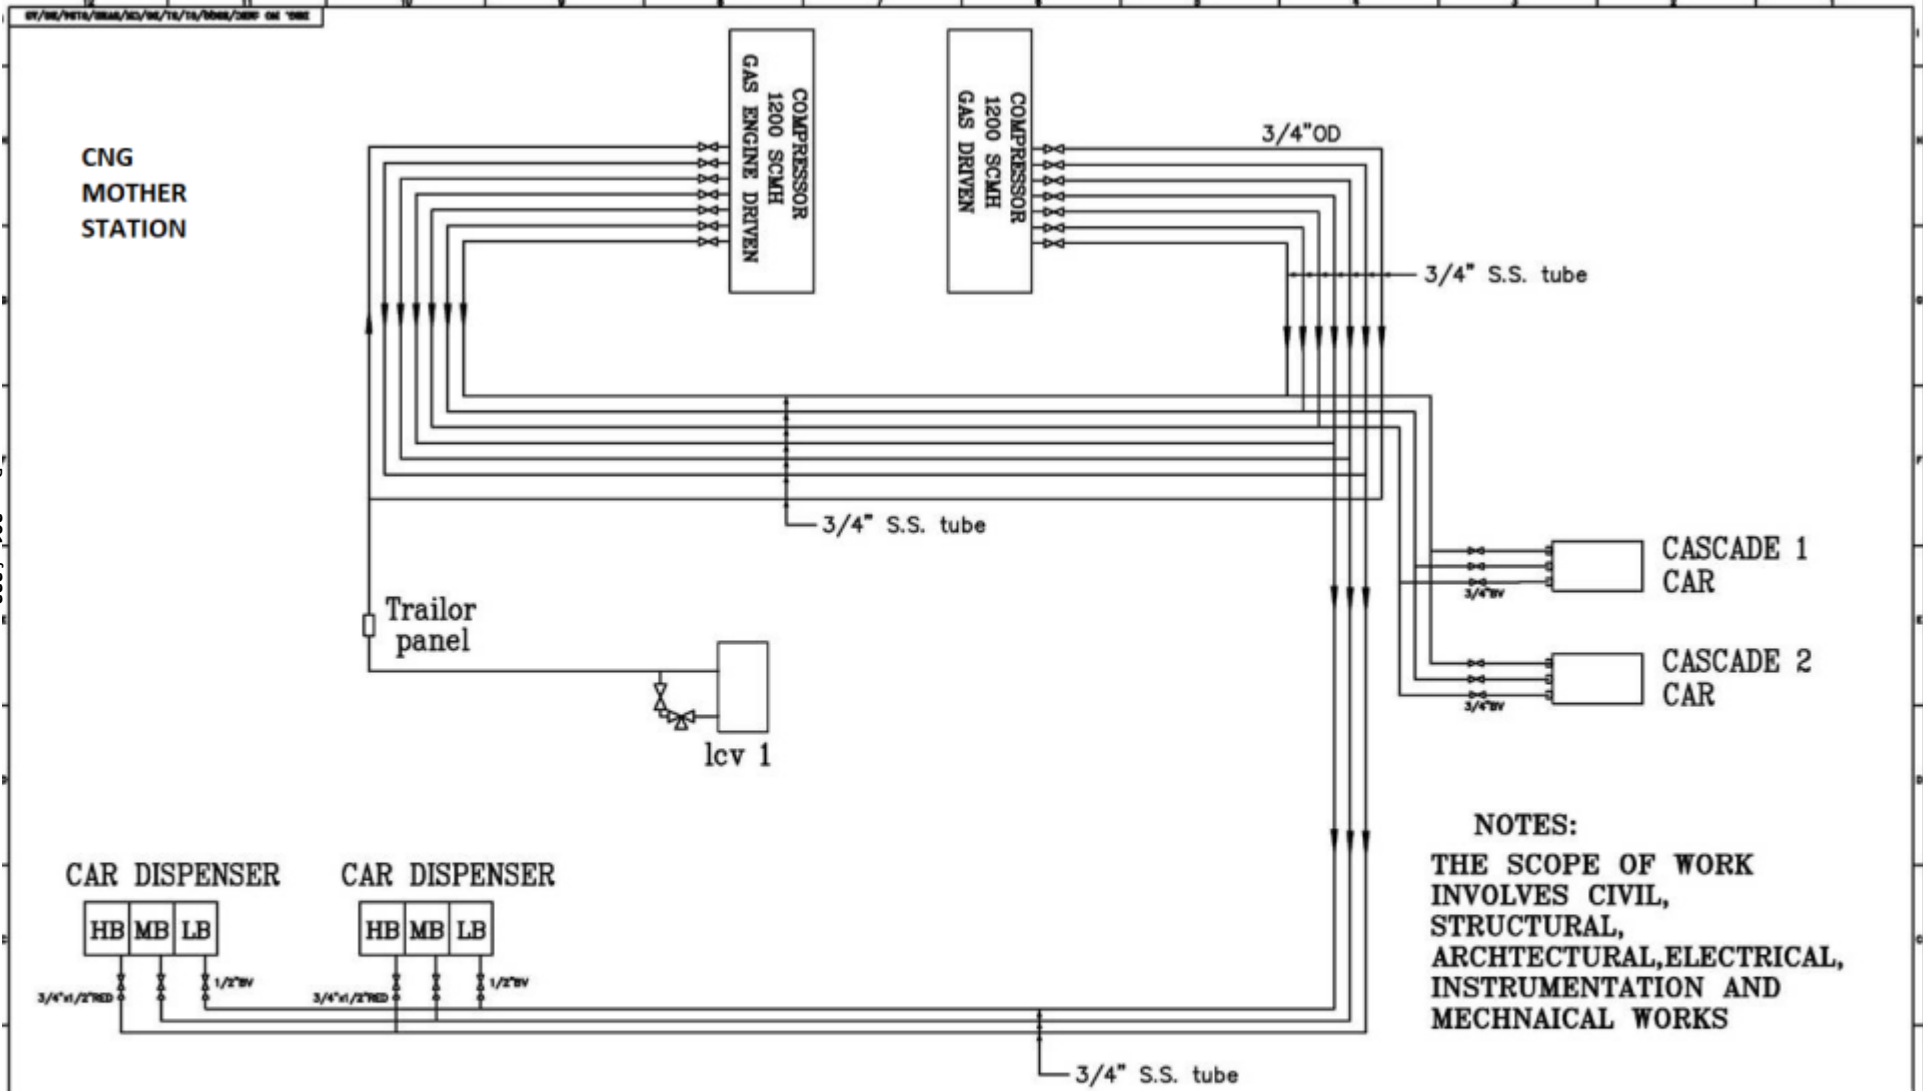 CNG
MOTHER
STATION
COMPRESSOR
1200 SCMH
GAS ENGINE DRIVEN
COMPRESSOR
1200 SCMH
GAS DRIVEN
3/4"OD
3/4" S.S. tube
3/4" S.S. tube
CASCADE 1
CAR
3/4"BV
CASCADE 2
CAR
3/4"BV
Trailor
panel
lcv 1
NOTES:
THE SCOPE OF WORK
INVOLVES CIVIL,
STRUCTURAL,
ARCHTECTURAL,ELECTRICAL,
INSTRUMENTATION AND
MECHNAICAL WORKS
CAR DISPENSER
HB MB LB
3/4"x1/2"RED
1/2"BV
CAR DISPENSER
HB MB LB
3/4"x1/2"RED
1/2"BV
3/4" S.S. tube